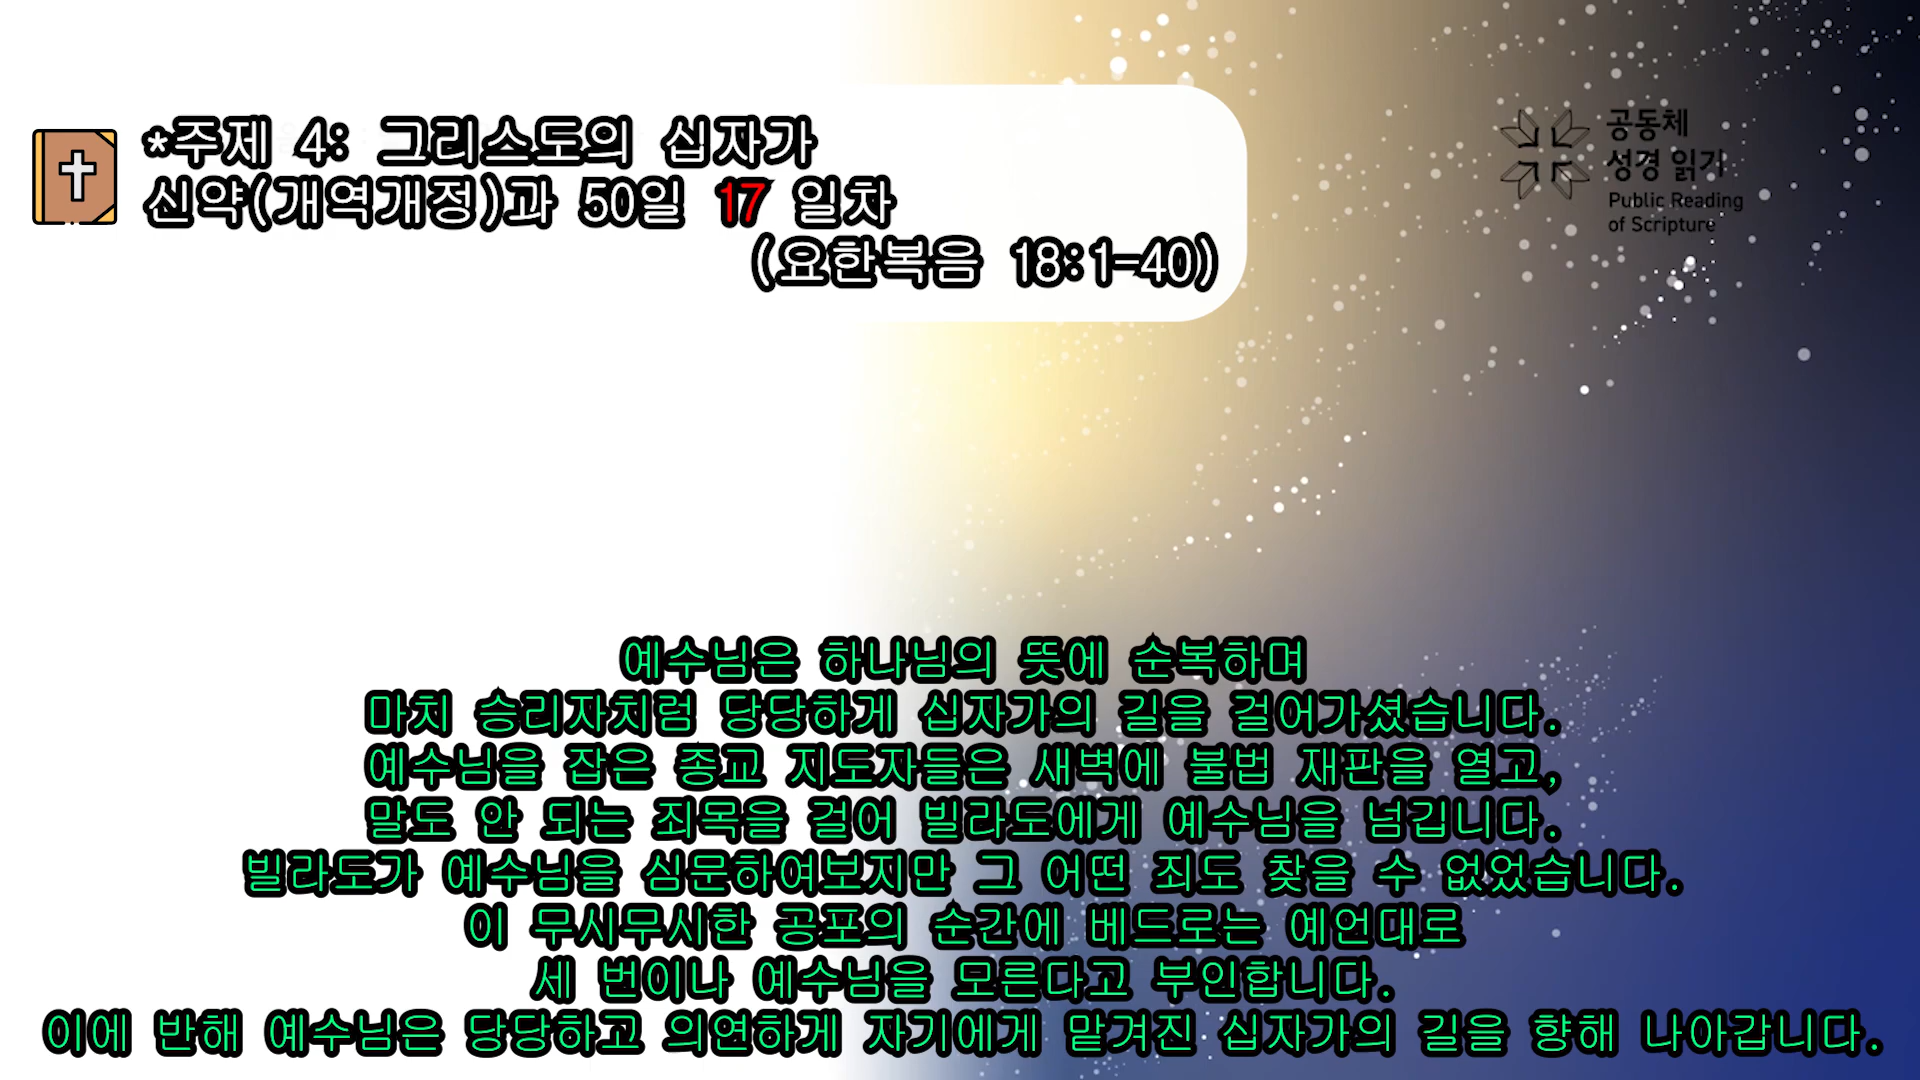 *주제 4: 그리스도의 십자가
신약(개역개정)과 50일 17 일차
(요한복음 18:1-40)
공동체
성경 읽기
Public Reading
of Scripture
예수님은 하나님의 뜻에 순복하며
마치 승리자처럼 당당하게 십자가의 길을 걸어가셨습니다.
예수님을 잡은 종교 지도자들은 새벽에 불법 재판을 열고,
말도 안 되는 죄목을 걸어 빌라도에게 예수님을 넘깁니다.
빌라도가 예수님을 심문하여보지만 그 어떤 죄도 찾을 수 없었습니다.
이 무시무시한 공포의 순간에 베드로는 예언대로
세 번이나 예수님을 모른다고 부인합니다.
이에 반해 예수님은 당당하고 의연하게 자기에게 맡겨진 십자가의 길을 향해 나아갑니다.